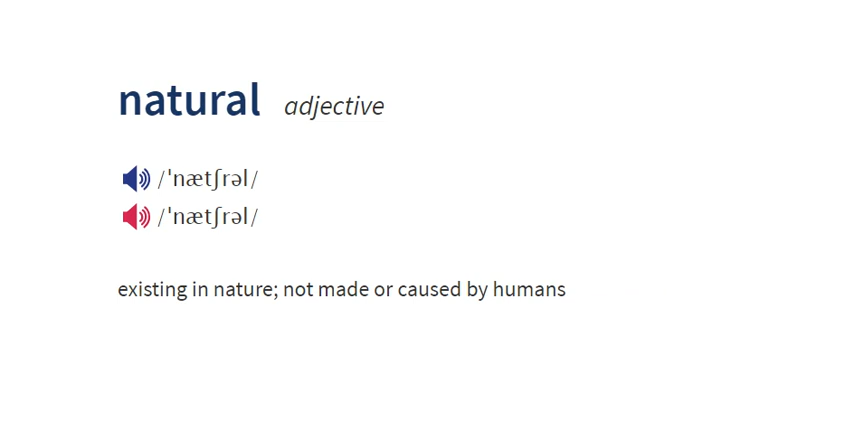 natural adjective
/ˈnætʃrəl/
/ˈnætʃrəl/
existing in nature; not made or caused by humans